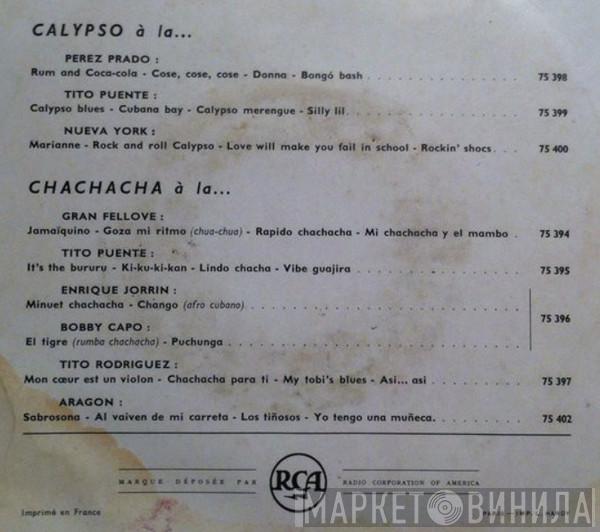 CALYPSO à la...
PEREZ PRADO :
Rum and Coca-cola - Cose, cose, cose - Donna - Bongó bash . . . . . . . . . . . . . . . . . . 75 398
TITO PUENTE :
Calypso blues - Cubana bay - Calypso merengue - Silly lil. . . . . . . . . . . . . . . . . . . . 75 399
NUEVA YORK :
Marianne - Rock and roll Calypso - Love will make you fail in school - Rockin' shocs. . . 75 400
CHACHACHA à la...
GRAN FELLOVE :
Jamaïquino - Goza mi ritmo (chua-chua) - Rapido chachacha - Mi chachacha y el mambo . 75 394
TITO PUENTE :
It's the bururu - Ki-ku-ki-kan - Lindo chacha - Vibe guajira . . . . . . . . . . . . . . . . . . . 75 395
ENRIQUE JORRIN :
Minuet chachacha - Chango (afro cubano). . . . . . . . . . . . . . . . . . . . . . . . . . .
75 396
BOBBY CAPO :
El tigre (rumba chachacha) - Puchunga . . . . . . . . . . . . . . . . . . . . . . . . . . . .
TITO RODRIGUEZ :
Mon cœur est un violon - Chachacha para ti - My tobi's blues - Asi... asi . . . . . . . . . . 75 397
ARAGON :
Sabrosona - Al vaiven de mi carreta - Los tiñosos - Yo tengo una muñeca. . . . . . . . . . 75 402
MARQUE DÉPOSÉE PAR RCA RADIO CORPORATION OF AMERICA
МАРКЕТ ВИНИЛА
Imprimé en France PARIS — IMP. L. HARDY